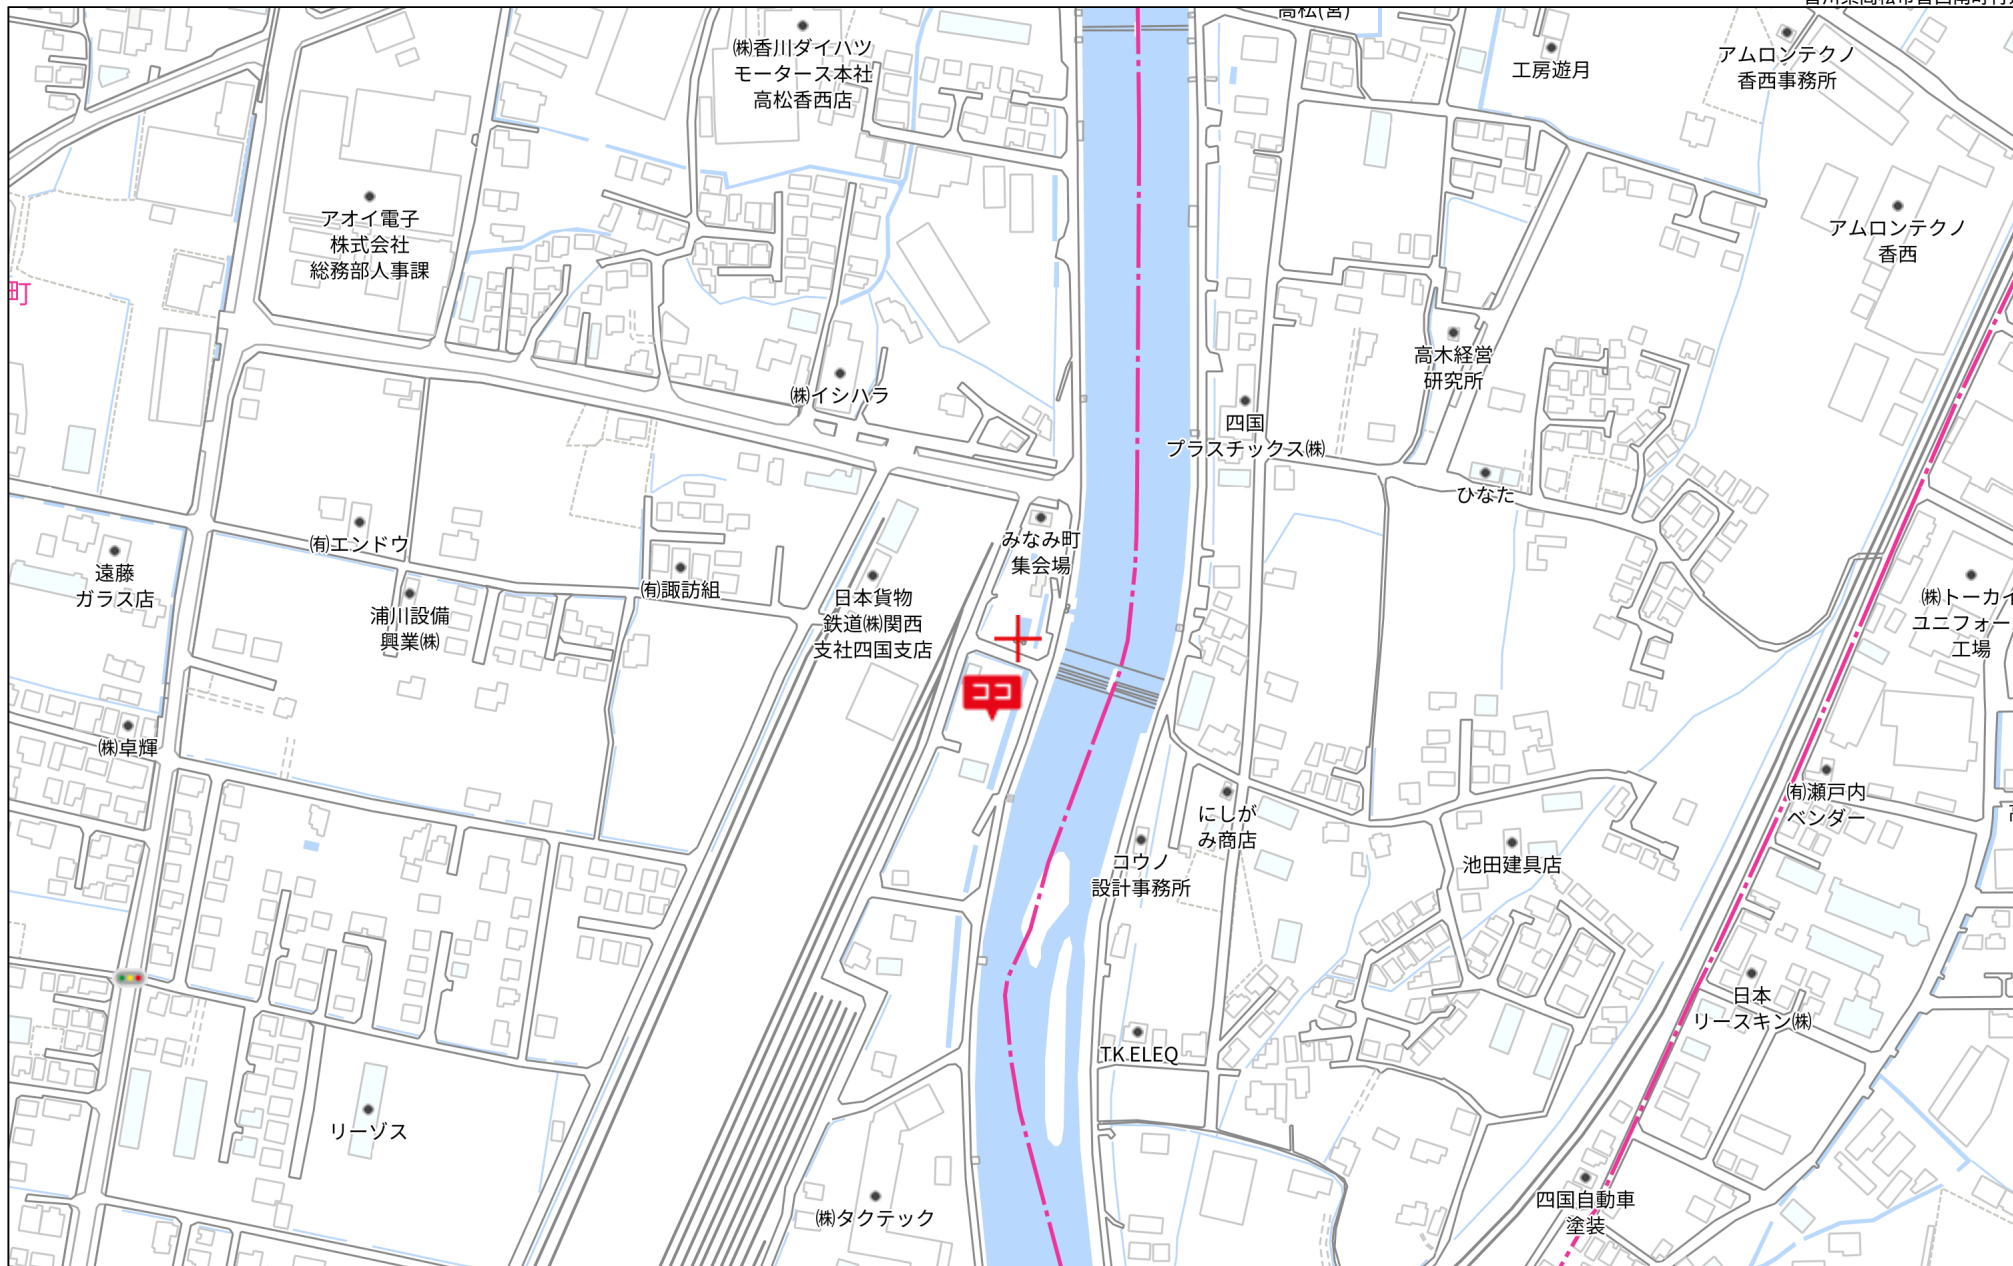 高松(営)
㈱香川ダイハツ
モータース本社
高松香西店
工房遊月
アムロンテクノ
香西事務所
アオイ電子
株式会社
総務部人事課
アムロンテクノ
香西
町
高木経営
研究所
㈱イシハラ
四国
プラスチックス㈱
ひなた
㈲エンドウ
みなみ町
集会場
遠藤
ガラス店
㈲諏訪組
浦川設備
興業㈱
日本貨物
鉄道㈱関西
支社四国支店
㈱トーカイ
ユニフォー
工場
ココ
㈱卓輝
㈲瀬戸内
ベンダー
にしが
み商店
コウノ
設計事務所
池田建具店
日本
リースキン㈱
TK ELEQ
リーゾス
㈱タクテック
四国自動車
塗装